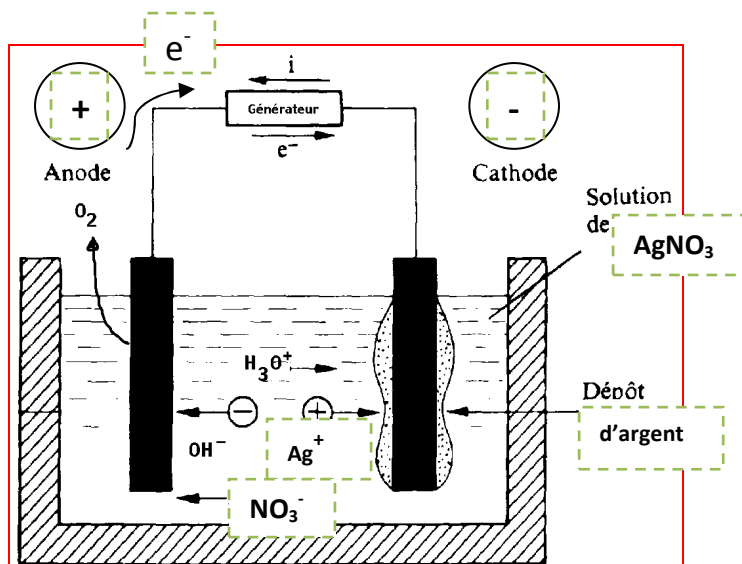 e⁻
i
+
Générateur
-
e⁻
Anode
Cathode
O₂
Solution
de
AgNO₃
H₃O⁺
− +
Dépôt
d'argent
OH⁻
Ag⁺
NO₃⁻